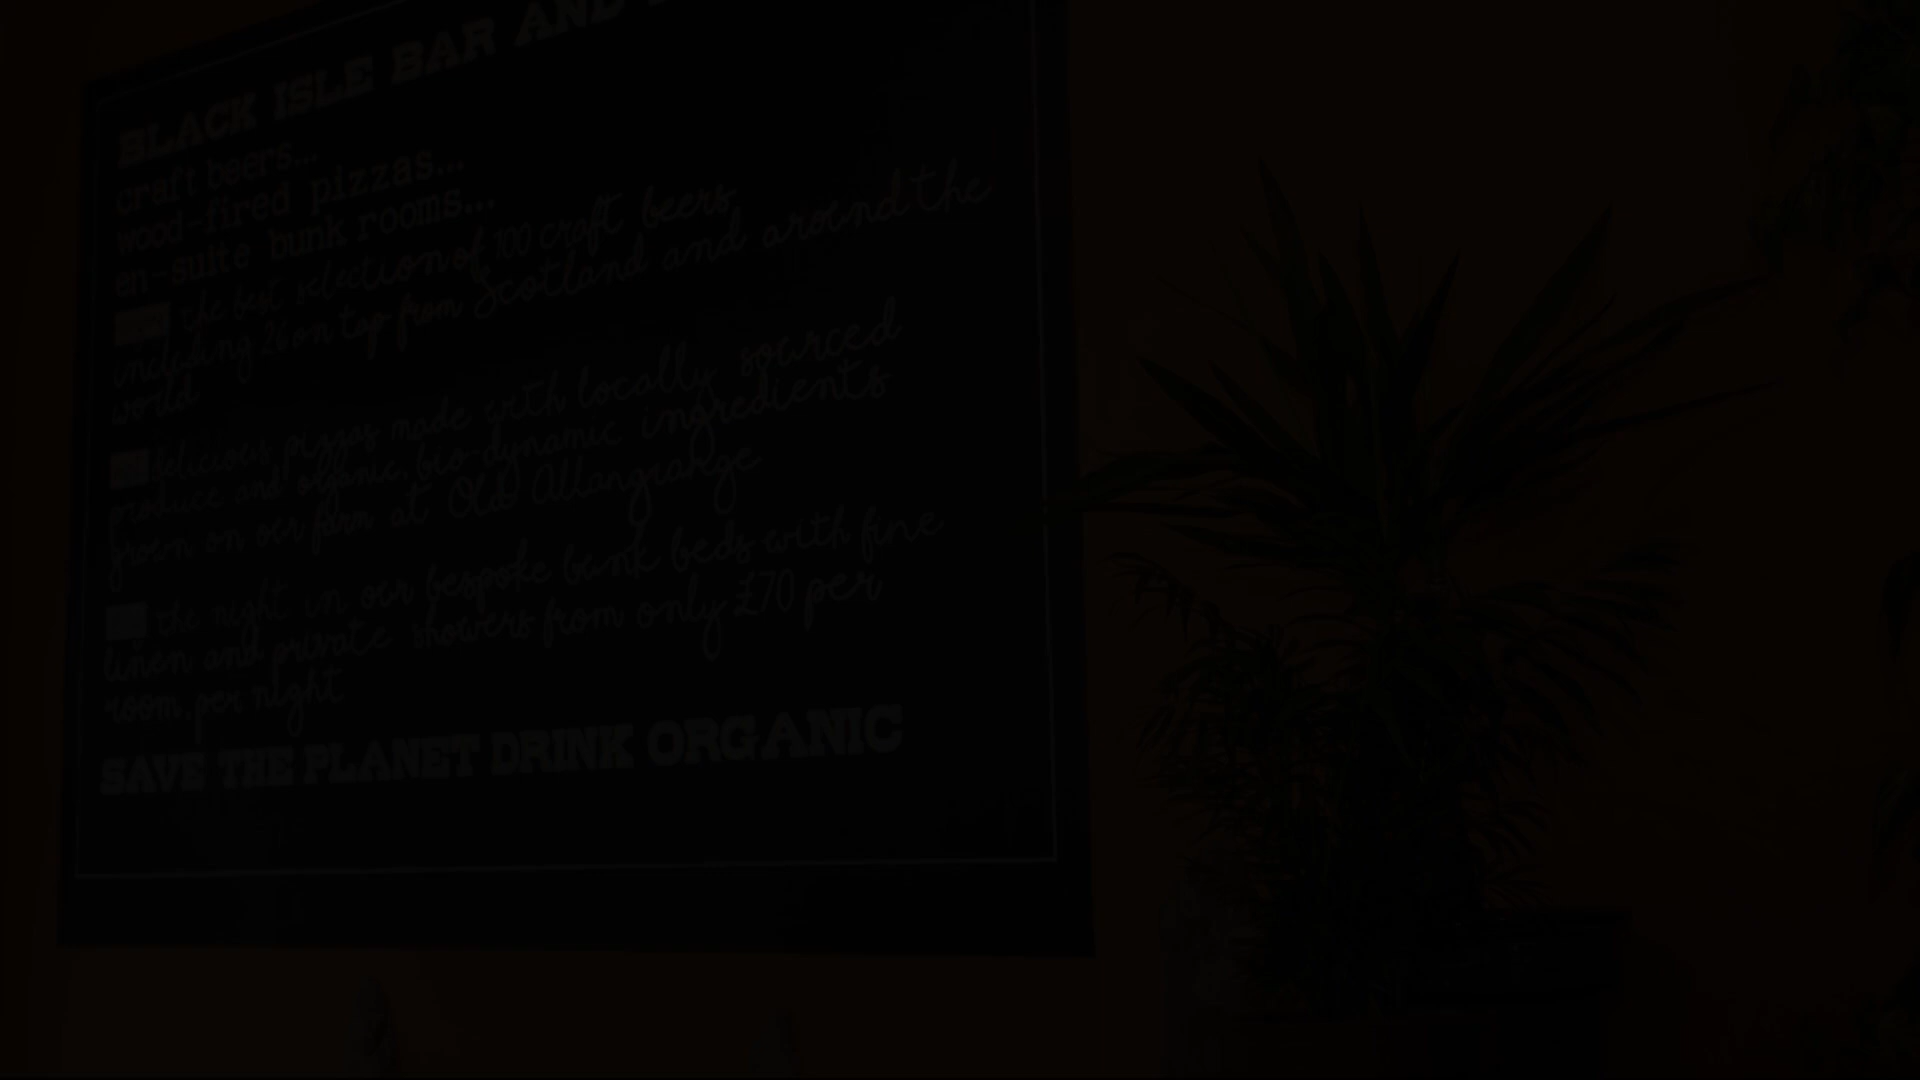 BLACK ISLE BAR AND
craft beers...
wood-fired pizzas...
en-suite bunk rooms...
the best selection of 100 craft beers
including 26 on tap from Scotland and around the
world
delicious pizzas made with locally sourced
produce and organic, bio-dynamic ingredients
grown on our farm at Old Allangrange
the night in our bespoke bunk beds with fine
linen and private showers from only £70 per
room, per night
SAVE THE PLANET DRINK ORGANIC